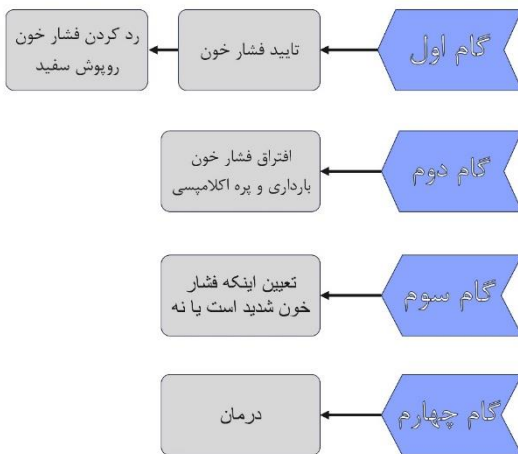 گام اول
تایید فشار خون
رد کردن فشار خون
روپوش سفید
گام دوم
افتراق فشار خون
بارداری و پره اکلامپسی
گام سوم
تعیین اینکه فشار
خون شدید است یا نه
گام چهارم
درمان